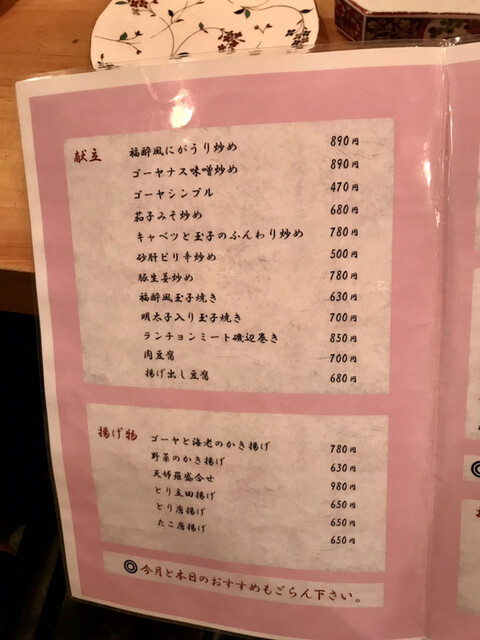 献立
福酔風にがうり炒め 890円
ゴーヤナス味噌炒め 890円
ゴーヤシンプル 470円
茄子みそ炒め 680円
キャベツと玉子のふんわり炒め 780円
砂肝ピリ辛炒め 500円
豚生姜炒め 780円
福酔風玉子焼き 630円
明太子入り玉子焼き 700円
ランチョンミート磯辺巻き 850円
肉豆腐 700円
揚げ出し豆腐 680円
揚げ物
ゴーヤと海老のかき揚げ 780円
野菜のかき揚げ 630円
天婦羅盛合せ 980円
とり立田揚げ 650円
とり唐揚げ 650円
たこ唐揚げ 650円
◎今月と本日のおすすめもごらん下さい。